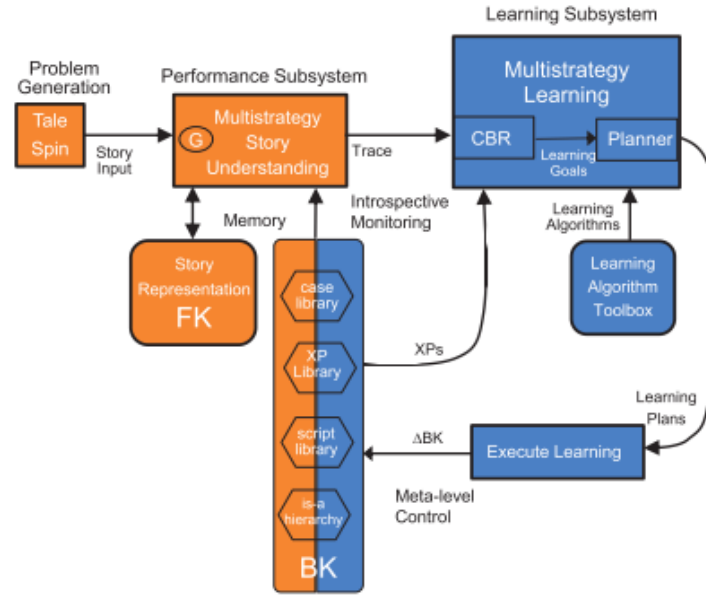 Learning Subsystem
Problem
Generation
Performance Subsystem
Tale
Spin
Story
Input
G
Multistrategy
Story
Understanding
Trace
Multistrategy
Learning
CBR
Learning
Goals
Planner
Memory
Introspective
Monitoring
Learning
Algorithms
Story
Representation
FK
case
library
XP
Library
script
library
is-a
hierarchy
BK
XPs
Learning
Algorithm
Toolbox
Learning
Plans
ΔBK
Execute Learning
Meta-level
Control